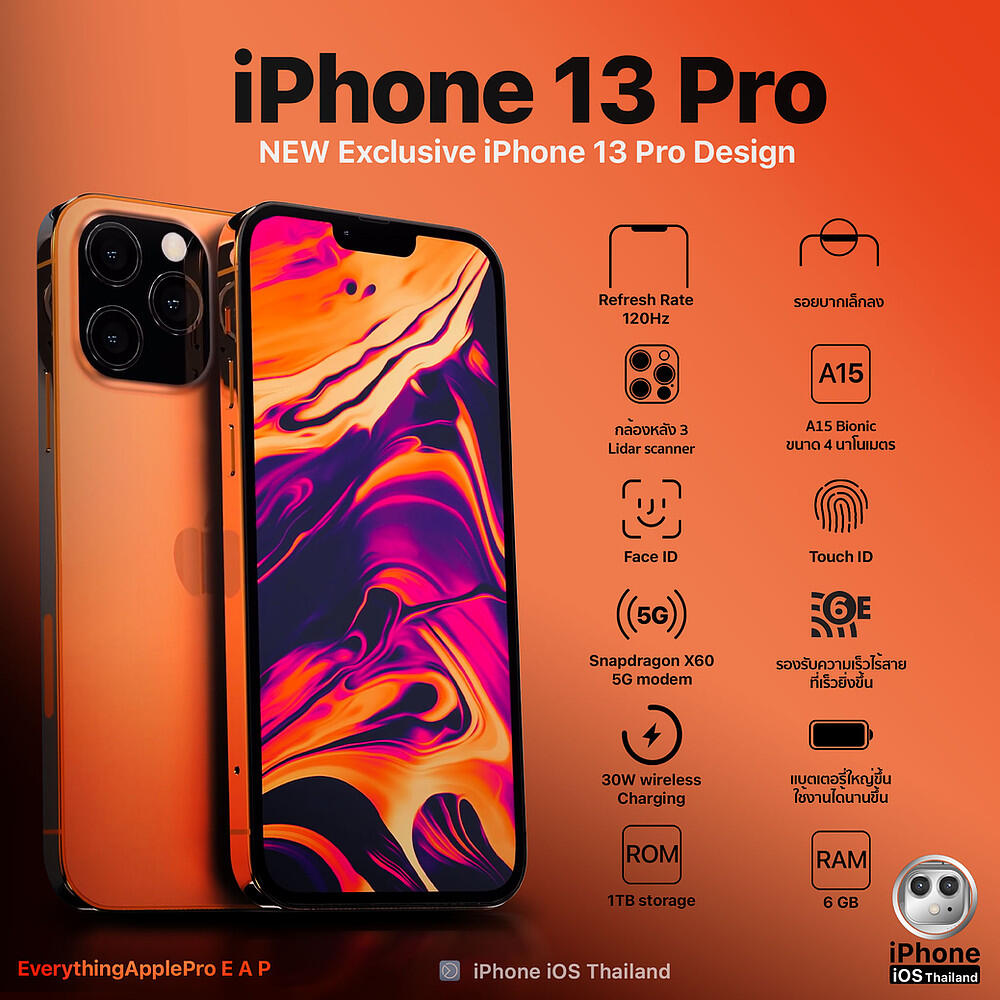 iPhone 13 Pro
NEW Exclusive iPhone 13 Pro Design
Refresh Rate
120Hz
รอยบากเล็กลง
กล้องหลัง 3
Lidar scanner
A15
A15 Bionic
ขนาด 4 นาโนเมตร
Face ID
Touch ID
5G
Snapdragon X60
5G modem
6E
รองรับความเร็วไร้สาย
ที่เร็วยิ่งขึ้น
30W wireless
Charging
แบตเตอรี่ใหญ่ขึ้น
ใช้งานได้นานขึ้น
ROM
1TB storage
RAM
6 GB
EverythingApplePro E A P
iPhone iOS Thailand
iPhone
iOS Thailand